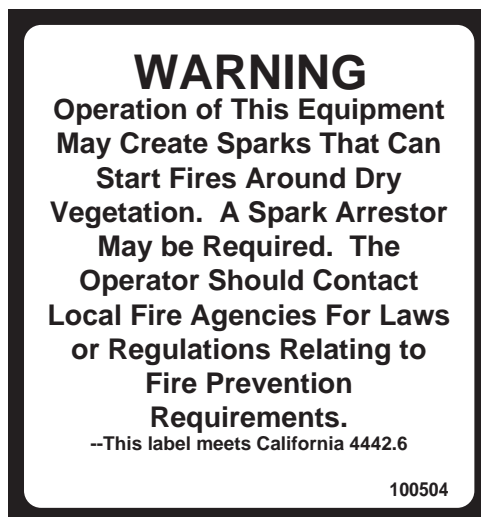 WARNING
Operation of This Equipment
May Create Sparks That Can
Start Fires Around Dry
Vegetation.  A Spark Arrestor
May be Required.  The
Operator Should Contact
Local Fire Agencies For Laws
or Regulations Relating to
Fire Prevention
Requirements.
--This label meets California 4442.6
100504